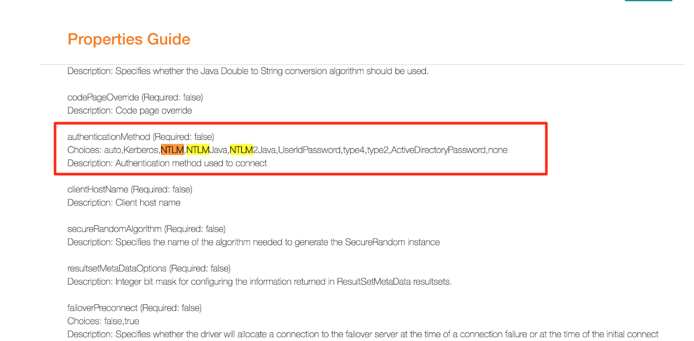 Properties Guide
Description: Specifies whether the Java Double to String conversion algorithm should be used.
codePageOverride (Required: false)
Description: Code page override
authenticationMethod (Required: false)
Choices: auto,Kerberos,NTLM,NTLMJava,NTLM2Java,UserIdPassword,type4,type2,ActiveDirectoryPassword,none
Description: Authentication method used to connect
clientHostName (Required: false)
Description: Client host name
secureRandomAlgorithm (Required: false)
Description: Specifies the name of the algorithm needed to generate the SecureRandom instance
resultsetMetaDataOptions (Required: false)
Description: Integer bit mask for configuring the information returned in ResultSetMetaData resultsets.
failoverPreconnect (Required: false)
Choices: false,true
Description: Specifies whether the driver will allocate a connection to the failover server at the time of a connection failure or at the time of the initial connect